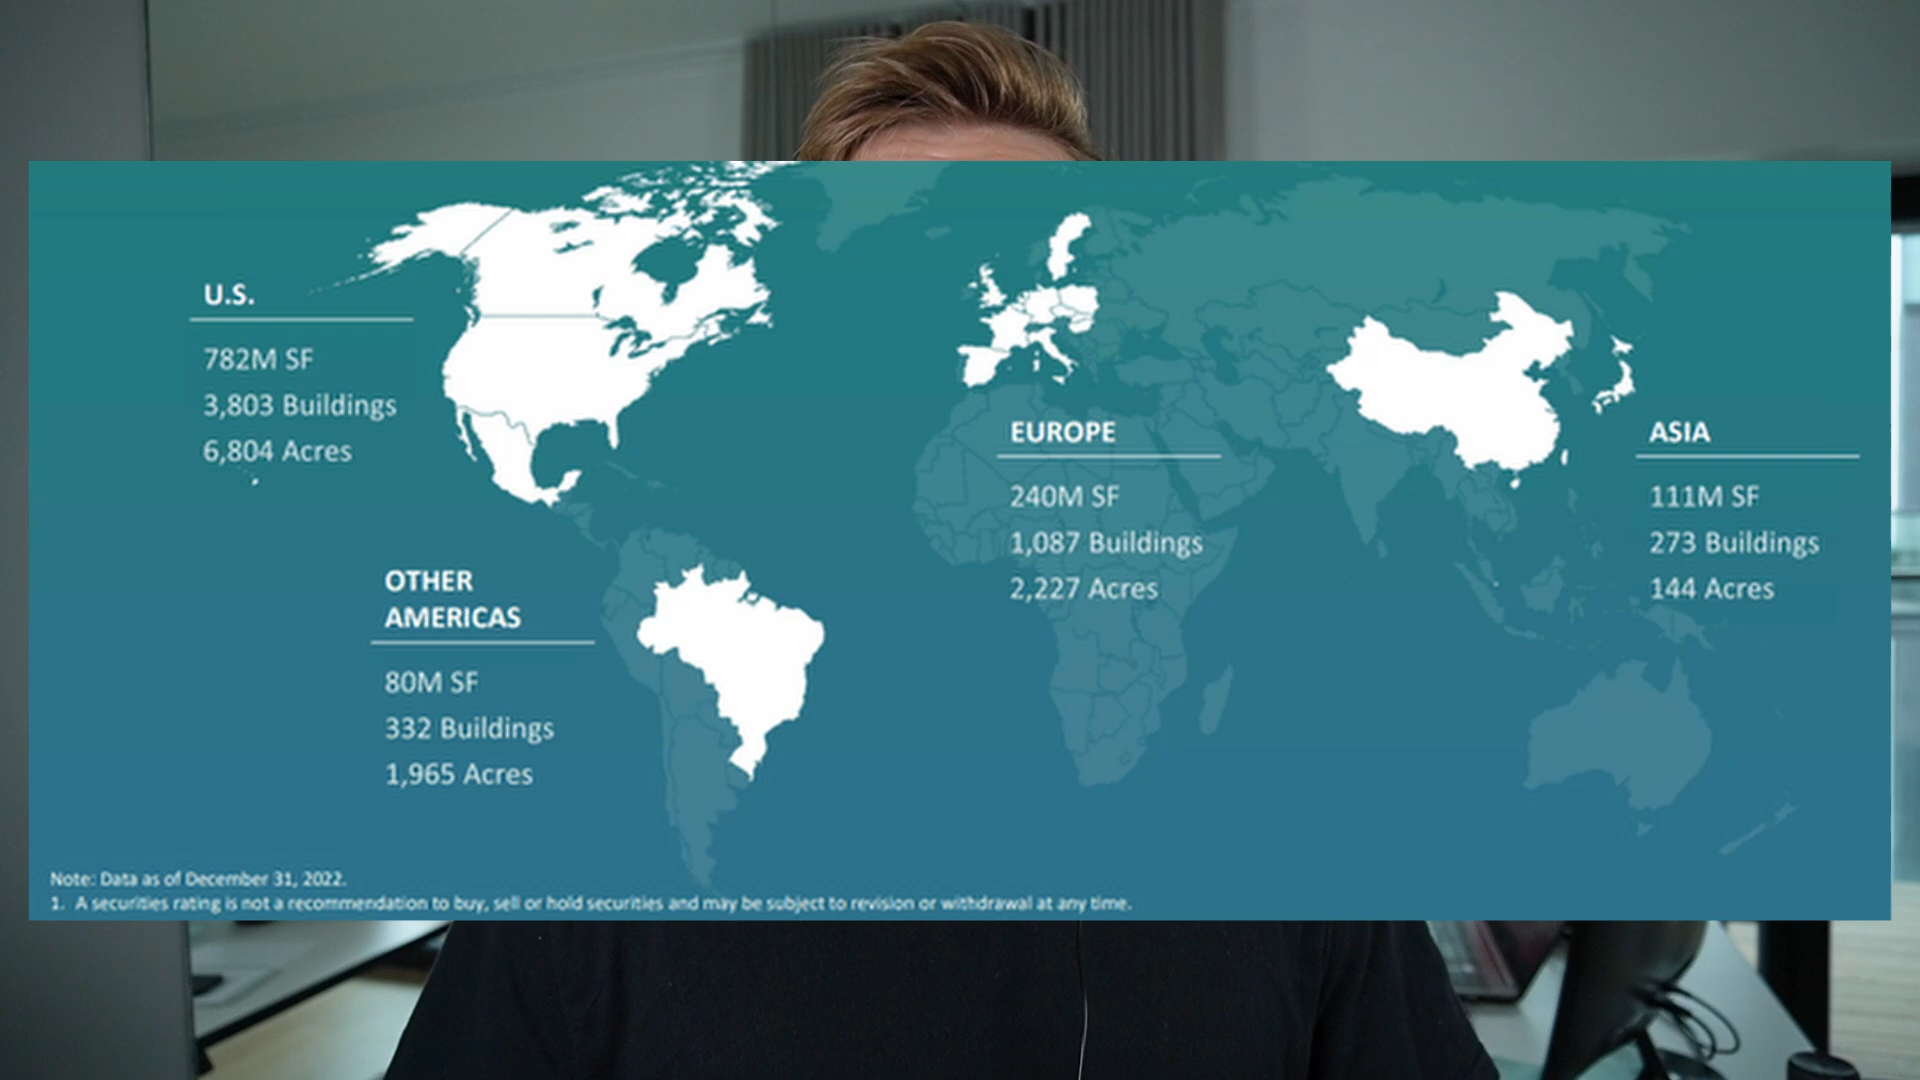 U.S.
782M SF
3,803 Buildings
6,804 Acres
OTHER
AMERICAS
80M SF
332 Buildings
1,965 Acres
EUROPE
240M SF
1,087 Buildings
2,227 Acres
ASIA
111M SF
273 Buildings
144 Acres
Note: Data as of December 31, 2022.
1. A securities rating is not a recommendation to buy, sell or hold securities and may be subject to revision or withdrawal at any time.